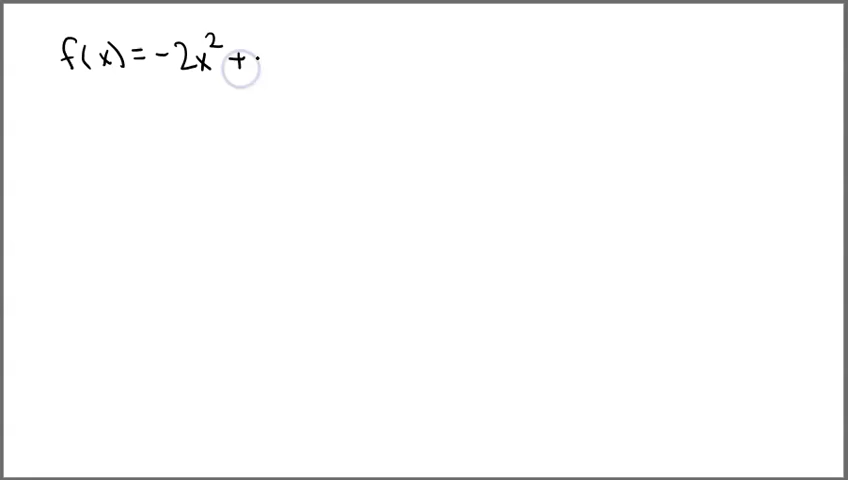 f(x) = -2x² +